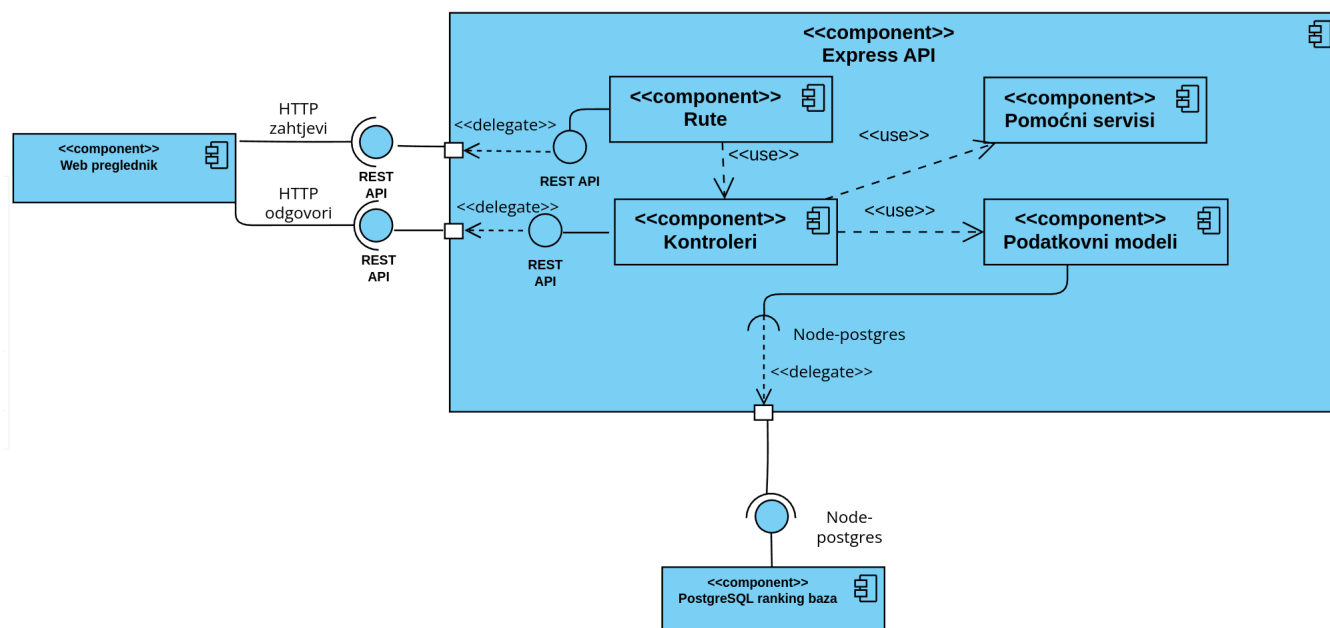 <<component>>
Express API
<<component>>
Rute
<<component>>
Pomoćni servisi
HTTP
zahtjevi
<<delegate>>
<<use>>
<<use>>
<<component>>
Web preglednik
REST
API
REST API
HTTP
odgovori
<<delegate>>
<<component>>
Kontroleri
<<use>>
<<component>>
Podatkovni modeli
REST
API
REST
API
Node-postgres
<<delegate>>
Node-
postgres
<<component>>
PostgreSQL ranking baza